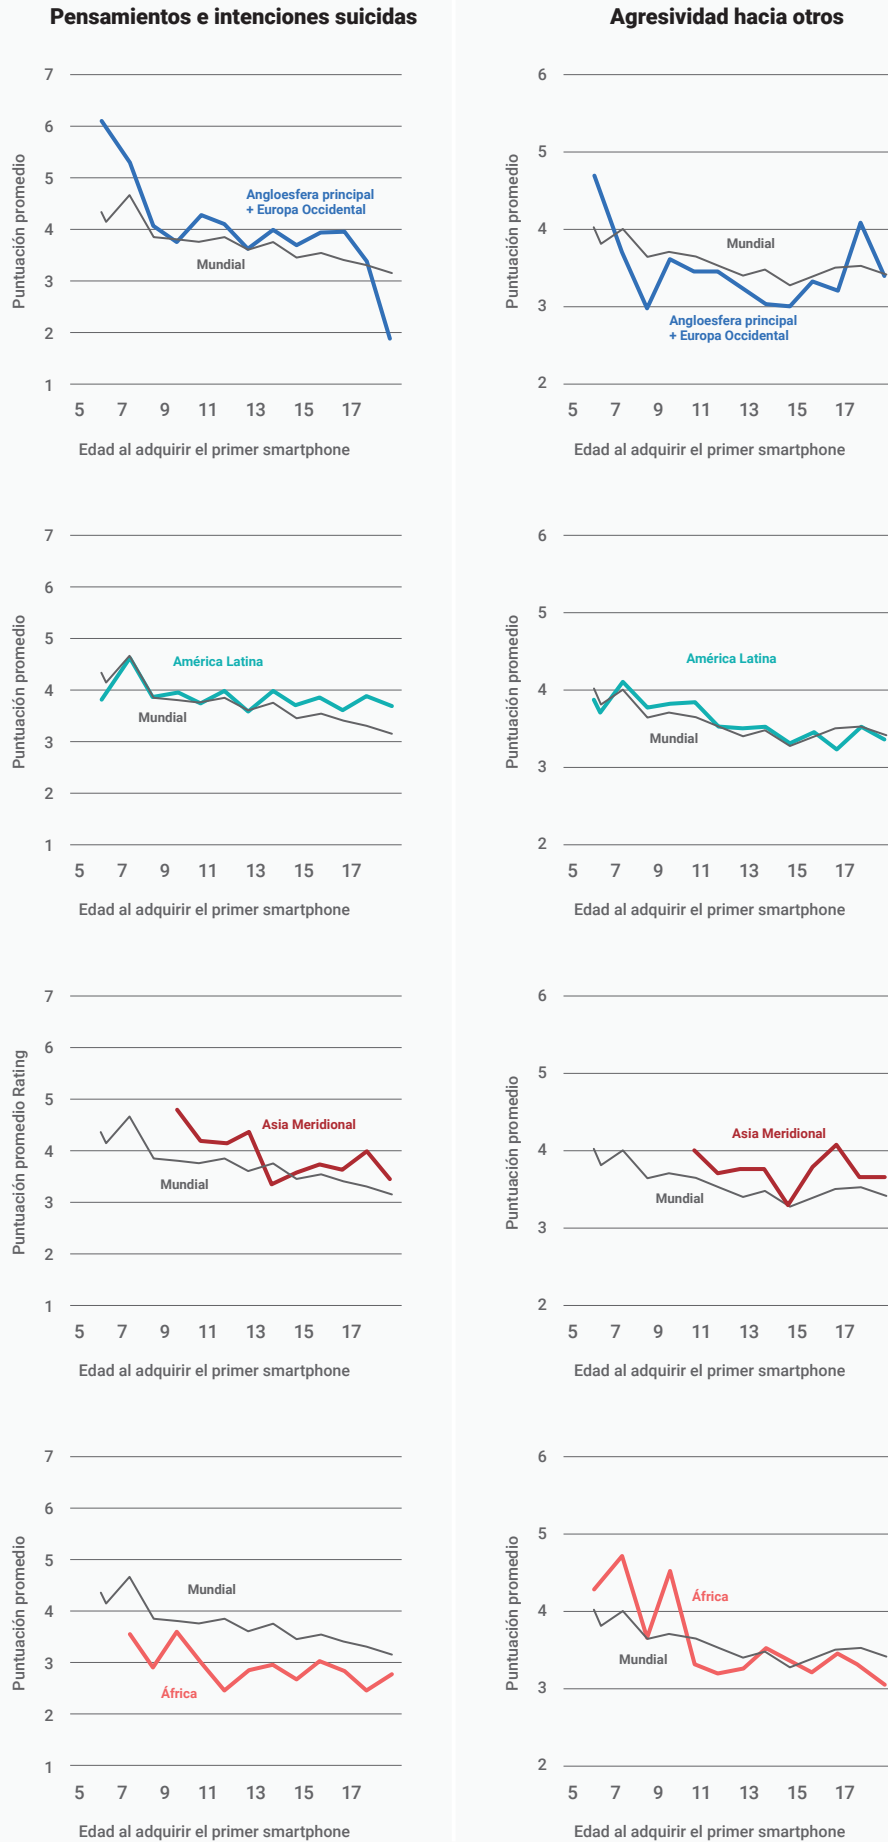 Pensamientos e intenciones suicidas
Puntuación promedio
7
6
5
4
3
2
1
Angloesfera principal
+ Europa Occidental
Mundial
5 7 9 11 13 15 17
Edad al adquirir el primer smartphone
Agresividad hacia otros
Puntuación promedio
6
5
4
3
2
Mundial
Angloesfera principal
+ Europa Occidental
5 7 9 11 13 15 17
Edad al adquirir el primer smartphone
Puntuación promedio
7
6
5
4
3
2
1
América Latina
Mundial
5 7 9 11 13 15 17
Edad al adquirir el primer smartphone
Puntuación promedio
6
5
4
3
2
América Latina
Mundial
5 7 9 11 13 15 17
Edad al adquirir el primer smartphone
Puntuación promedio Rating
7
6
5
4
3
2
1
Asia Meridional
Mundial
5 7 9 11 13 15 17
Edad al adquirir el primer smartphone
Puntuación promedio
6
5
4
3
2
Asia Meridional
Mundial
5 7 9 11 13 15 17
Edad al adquirir el primer smartphone
Puntuación promedio
7
6
5
4
3
2
1
Mundial
África
5 7 9 11 13 15 17
Edad al adquirir el primer smartphone
Puntuación promedio
6
5
4
3
2
África
Mundial
5 7 9 11 13 15 17
Edad al adquirir el primer smartphone